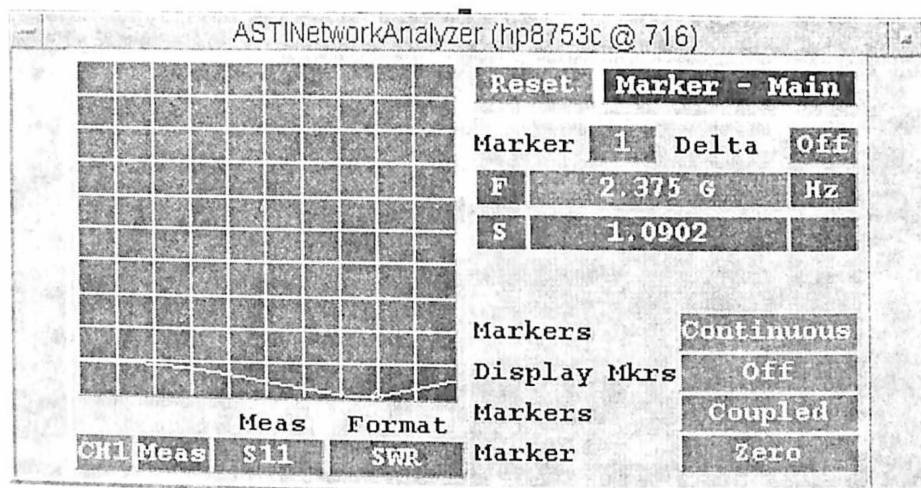 ASTINetworkAnalyzer (hp8753c @ 716)
Reset Marker - Main
Marker 1 Delta Off
F 2.375 G Hz
S 1.0902
Markers Continuous
Display Mkrs Off
Meas Format Markers Coupled
CH1 Meas S11 SWR Marker Zero